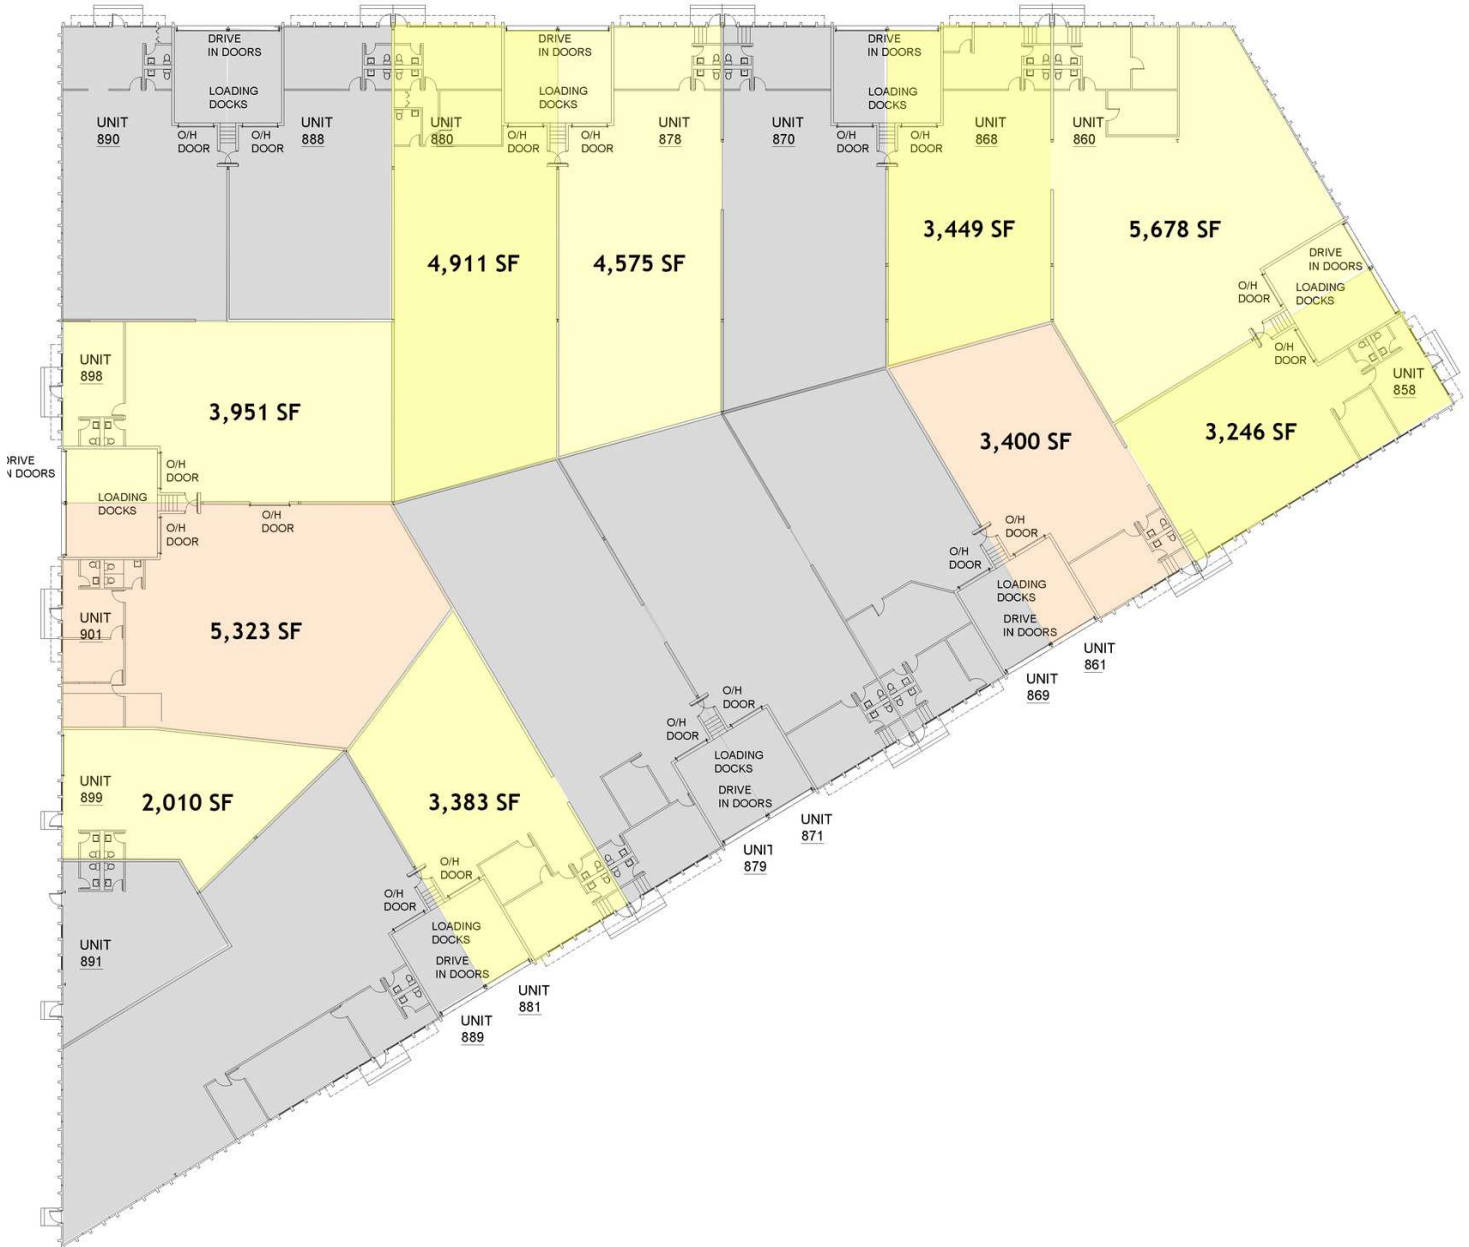 DRIVE
IN DOORS
LOADING
DOCKS
UNIT
890
O/H
DOOR
O/H
DOOR
UNIT
888
UNIT
880
DRIVE
IN DOORS
LOADING
DOCKS
O/H
DOOR
O/H
DOOR
UNIT
878
UNIT
870
DRIVE
IN DOORS
LOADING
DOCKS
O/H
DOOR
O/H
DOOR
UNIT
868
UNIT
860
4,911 SF
4,575 SF
3,449 SF
5,678 SF
DRIVE
IN DOORS
LOADING
DOCKS
O/H
DOOR
O/H
DOOR
UNIT
858
3,246 SF
UNIT
898
3,951 SF
3,400 SF
DRIVE
N DOORS
O/H
DOOR
LOADING
DOCKS
O/H
DOOR
O/H
DOOR
O/H
DOOR
O/H
DOOR
LOADING
DOCKS
DRIVE
IN DOORS
UNIT
861
UNIT
869
UNIT
901
5,323 SF
O/H
DOOR
O/H
DOOR
LOADING
DOCKS
DRIVE
IN DOORS
UNIT
871
UNIT
879
UNIT
899
2,010 SF
3,383 SF
O/H
DOOR
O/H
DOOR
LOADING
DOCKS
DRIVE
IN DOORS
UNIT
891
UNIT
881
UNIT
889